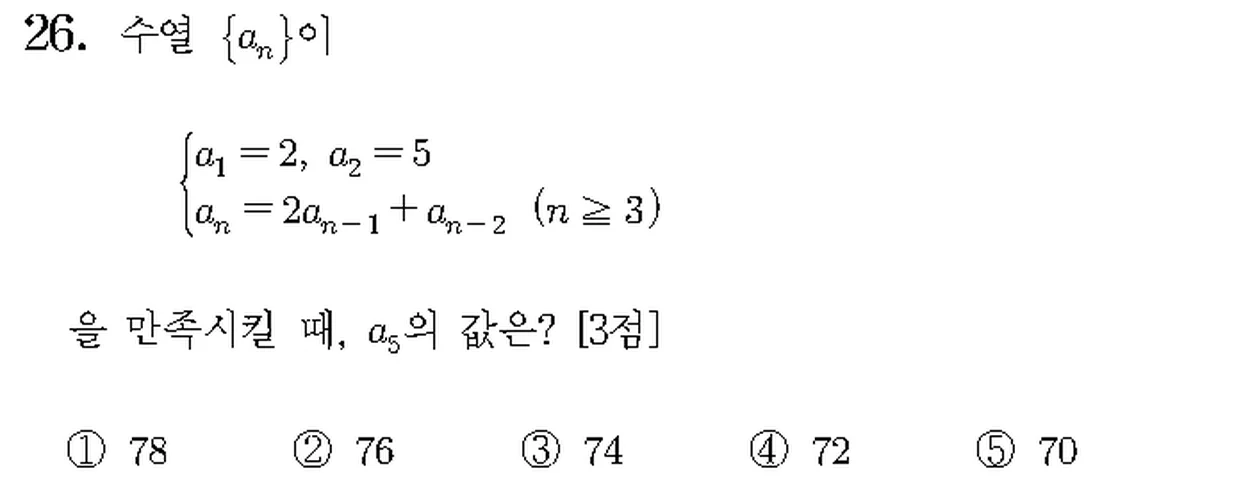 26. 수열 {aₙ}이
a₁ = 2, a₂ = 5
aₙ = 2aₙ₋₁ + aₙ₋₂ (n ≧ 3)
을 만족시킬 때, a₅의 값은? [3점]
① 78 ② 76 ③ 74 ④ 72 ⑤ 70